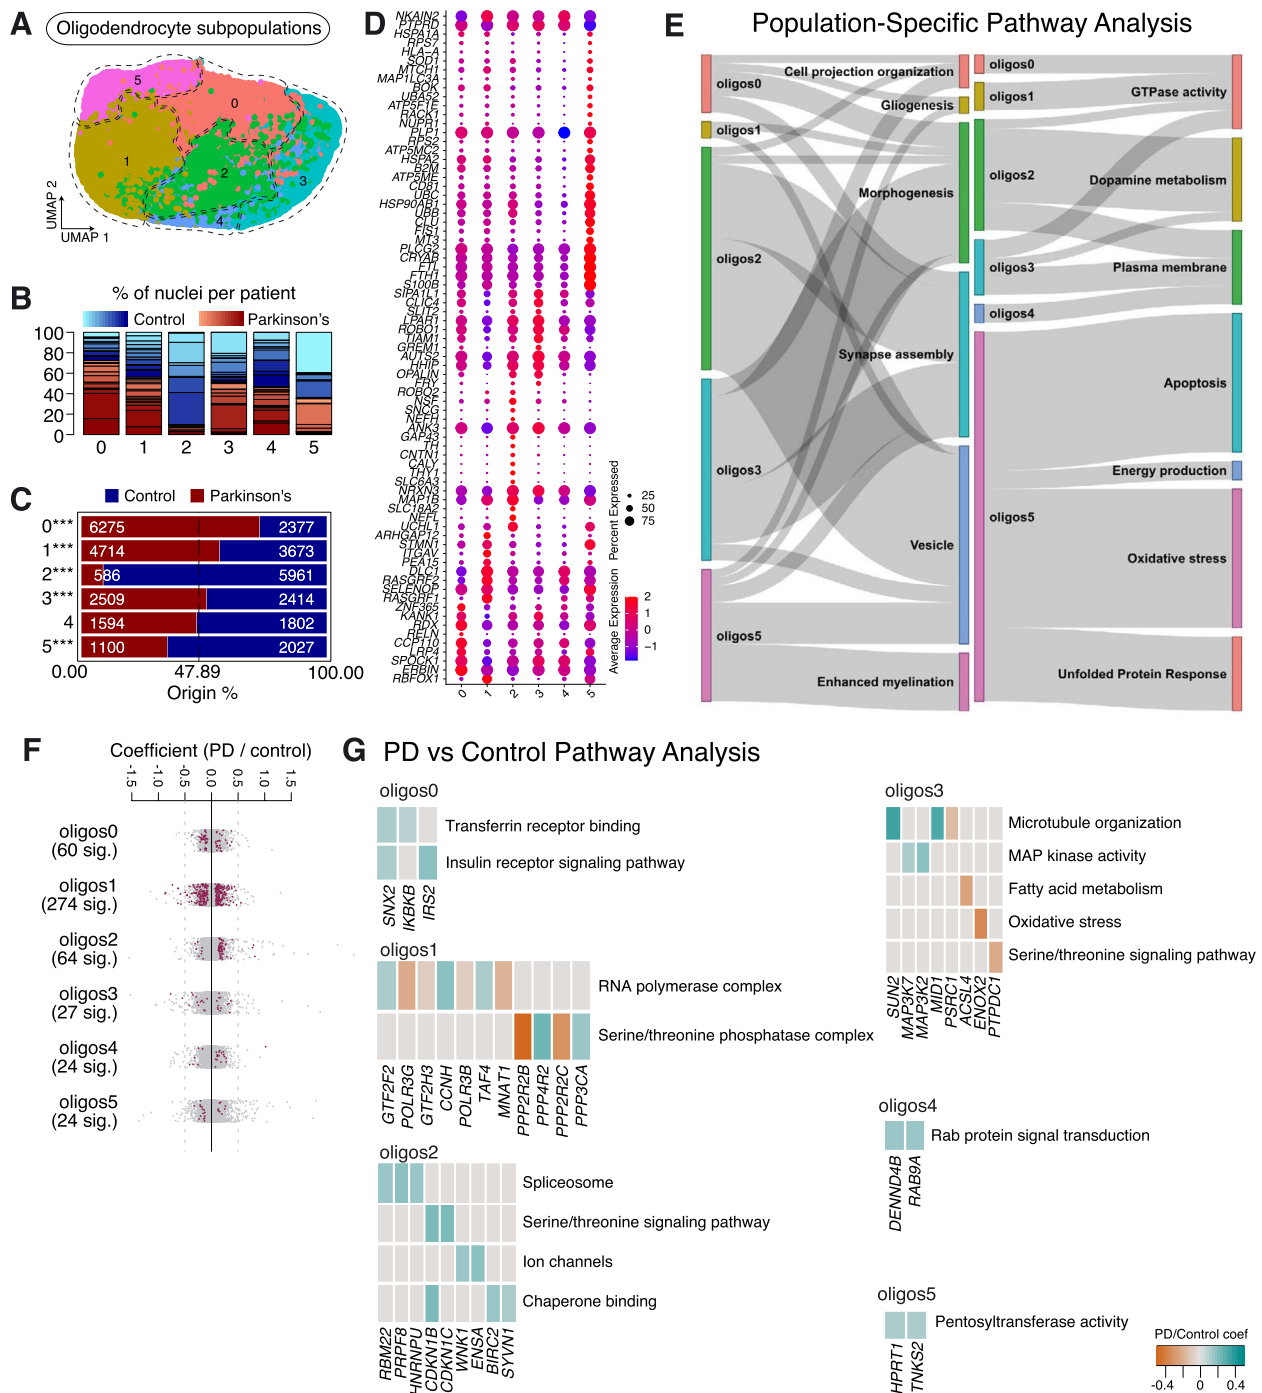 A
Oligodendrocyte subpopulations
5
0
1
2
3
4
UMAP 2
UMAP 1
B
% of nuclei per patient
Control
Parkinson's
100
80
60
40
20
0
0 1 2 3 4 5
C
Control
Parkinson's
0*** 6275 2377
1*** 4714 3673
2*** 586 5961
3*** 2509 2414
4 1594 1802
5*** 1100 2027
0.00 47.89 100.00
Origin %
D
NKAIN2
PTPRD
HSPA1A
RPS7
HLA-A
SOD1
MTCH1
MAP1LC3A
BOK
UBA52
ATP5F1E
RACK1
NUPR1
PLP1
RPS2
ATP5MC2
HSPA2
B2M
ATP5ME
CD81
UBC
HSP90AB1
UBB
CLU
FIS1
MT3
PLCG2
CRYAB
FTL
FTH1
S100B
SIPA1L1
CLIC4
SLIT2
LPAR1
ROBO1
TIAM1
GREM1
AUTS2
HHIP
OPALIN
FRY
ROBO2
NSF
SNCG
NEFH
ANK3
GAP43
TH
CNTN1
CALY
THY1
SLC6A3
NRXN3
MAP1B
SLC18A2
NEFL
UCHL1
ARHGAP12
STMN1
ITGAV
PEA15
DLC1
RASGRF2
SELENOP
RASGRF1
ZNF365
KANK1
RDX
RELN
CCP110
LRP4
SPOCK1
ERBIN
RBFOX1
0 1 2 3 4 5
Percent Expressed
25
50
75
Average Expression
2
1
0
−1
E
Population-Specific Pathway Analysis
oligos0
oligos1
oligos2
oligos3
oligos5
Cell projection organization
Gliogenesis
Morphogenesis
Synapse assembly
Vesicle
Enhanced myelination
oligos0
oligos1
oligos2
oligos3
oligos4
oligos5
GTPase activity
Dopamine metabolism
Plasma membrane
Apoptosis
Energy production
Oxidative stress
Unfolded Protein Response
F
Coefficient (PD / control)
-1.5 -1.0 -0.5 0.0 0.5 1.0 1.5
oligos0
(60 sig.)
oligos1
(274 sig.)
oligos2
(64 sig.)
oligos3
(27 sig.)
oligos4
(24 sig.)
oligos5
(24 sig.)
G
PD vs Control Pathway Analysis
oligos0
Transferrin receptor binding
Insulin receptor signaling pathway
SNX2 IKBKB IRS2
oligos1
RNA polymerase complex
Serine/threonine phosphatase complex
GTF2F2 POLR3G GTF2H3 CCNH POLR3B TAF4 MNAT1 PPP2R2B PPP4R2 PPP2R2C PPP3CA
oligos2
Spliceosome
Serine/threonine signaling pathway
Ion channels
Chaperone binding
RBM22 PRPF8 HNRNPU CDKN1B CDKN1C WNK1 ENSA BIRC2 SYVN1
oligos3
Microtubule organization
MAP kinase activity
Fatty acid metabolism
Oxidative stress
Serine/threonine signaling pathway
SUN2 MAP3K7 MAP3K2 MID1 PSRC1 ACSL4 ENOX2 PTPDC1
oligos4
Rab protein signal transduction
DENND4B RAB9A
oligos5
Pentosyltransferase activity
HPRT1 TNKS2
PD/Control coef
-0.4 0 0.4